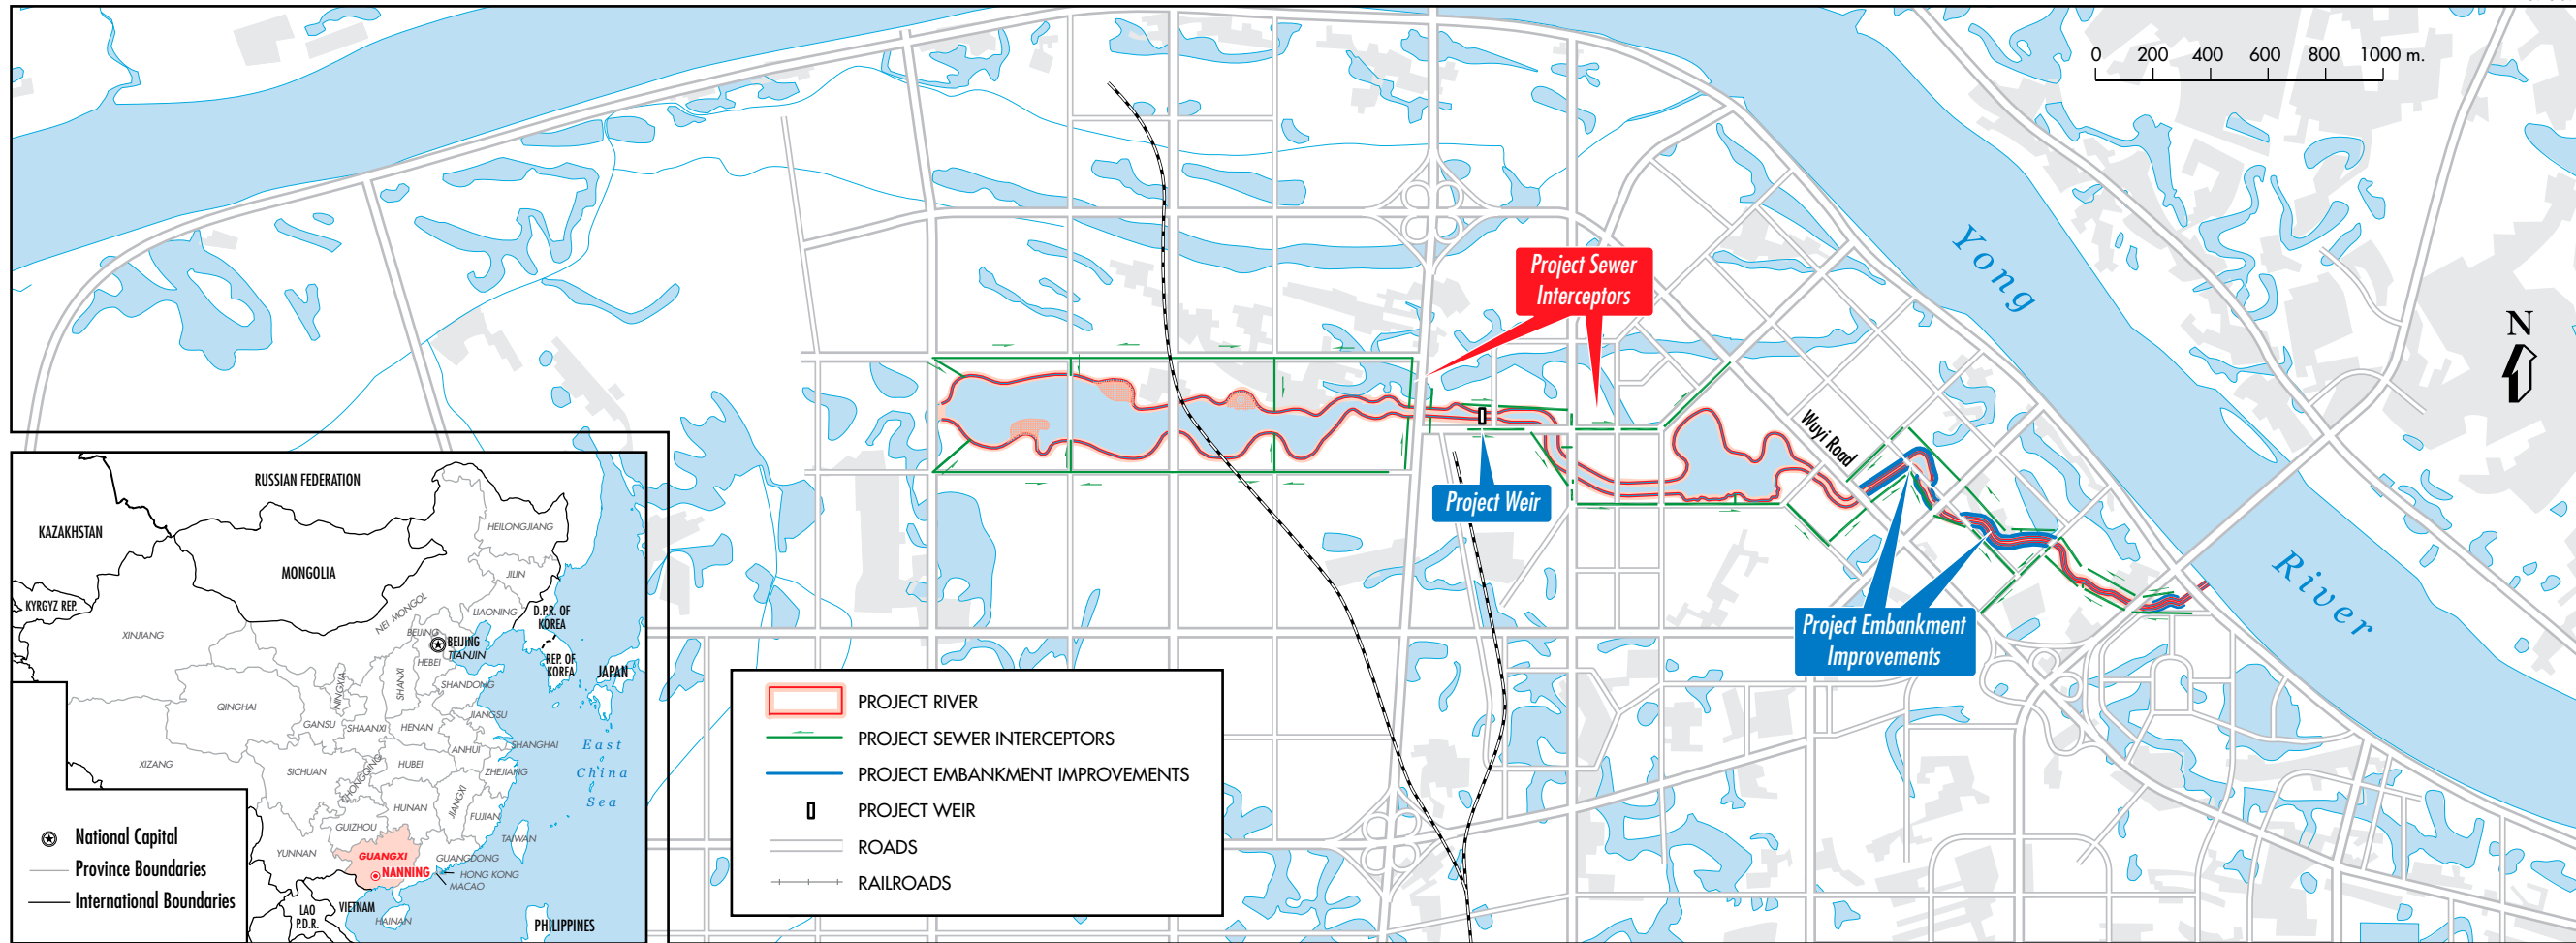 0 200 400 600 800 1000 m.
Yong
River
N
Project Sewer
Interceptors
Project Weir
Wuyi Road
Project Embankment
Improvements
PROJECT RIVER
PROJECT SEWER INTERCEPTORS
PROJECT EMBANKMENT IMPROVEMENTS
PROJECT WEIR
ROADS
RAILROADS
RUSSIAN FEDERATION
KAZAKHSTAN
MONGOLIA
KYRGYZ REP.
HEILONGJIANG
JILIN
LIAONING
NEI MONGOL
D.P.R. OF
KOREA
REP. OF
KOREA
JAPAN
BEIJING
BEIJING
TIANJIN
HEBEI
XINJIANG
SHANXI
SHANDONG
NINGXIA
QINGHAI
GANSU
SHAANXI
HENAN
JIANGSU
ANHUI
SHANGHAI
XIZANG
SICHUAN
CHONGQING
HUBEI
ZHEJIANG
HUNAN
JIANGXI
FUJIAN
GUIZHOU
TAIWAN
YUNNAN
GUANGXI
NANNING
GUANGDONG
HONG KONG
MACAO
VIETNAM
LAO
P.D.R.
HAINAN
PHILIPPINES
East
China
Sea
National Capital
Province Boundaries
International Boundaries